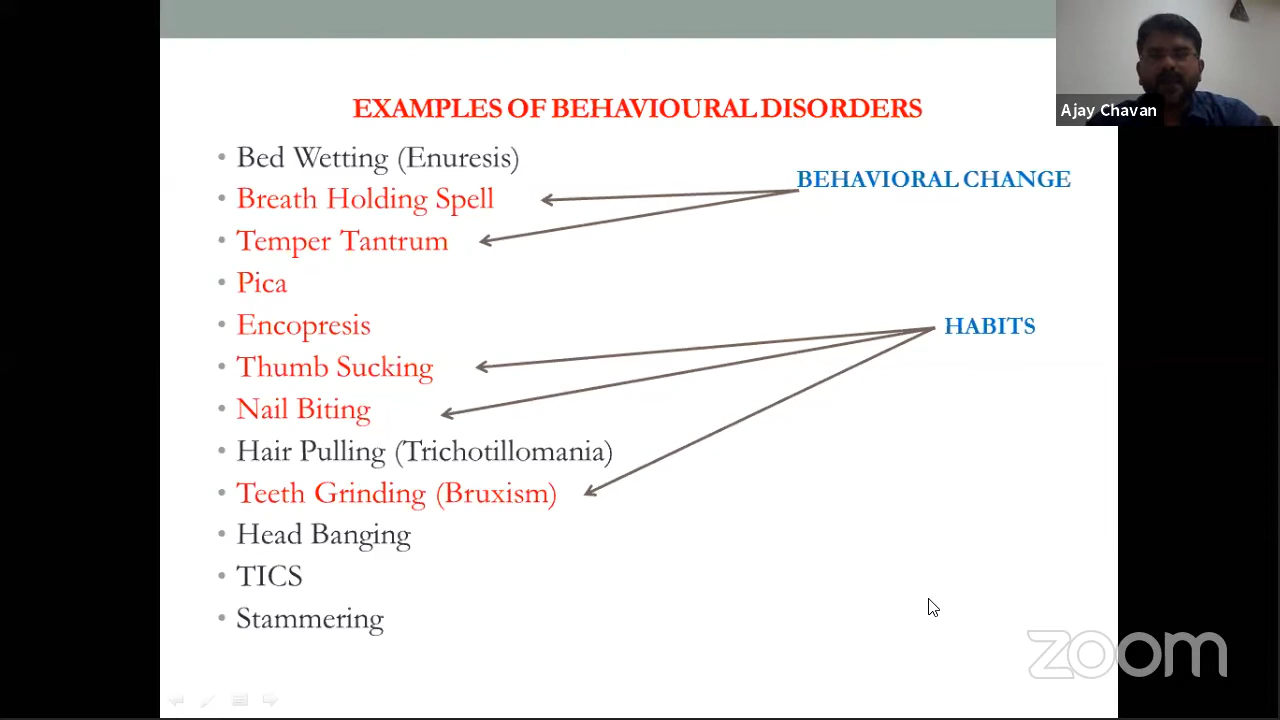 EXAMPLES OF BEHAVIOURAL DISORDERS
Ajay Chavan
• Bed Wetting (Enuresis)
BEHAVIORAL CHANGE
• Breath Holding Spell
• Temper Tantrum
• Pica
• Encopresis
HABITS
• Thumb Sucking
• Nail Biting
• Hair Pulling (Trichotillomania)
• Teeth Grinding (Bruxism)
• Head Banging
• TICS
• Stammering
zoom